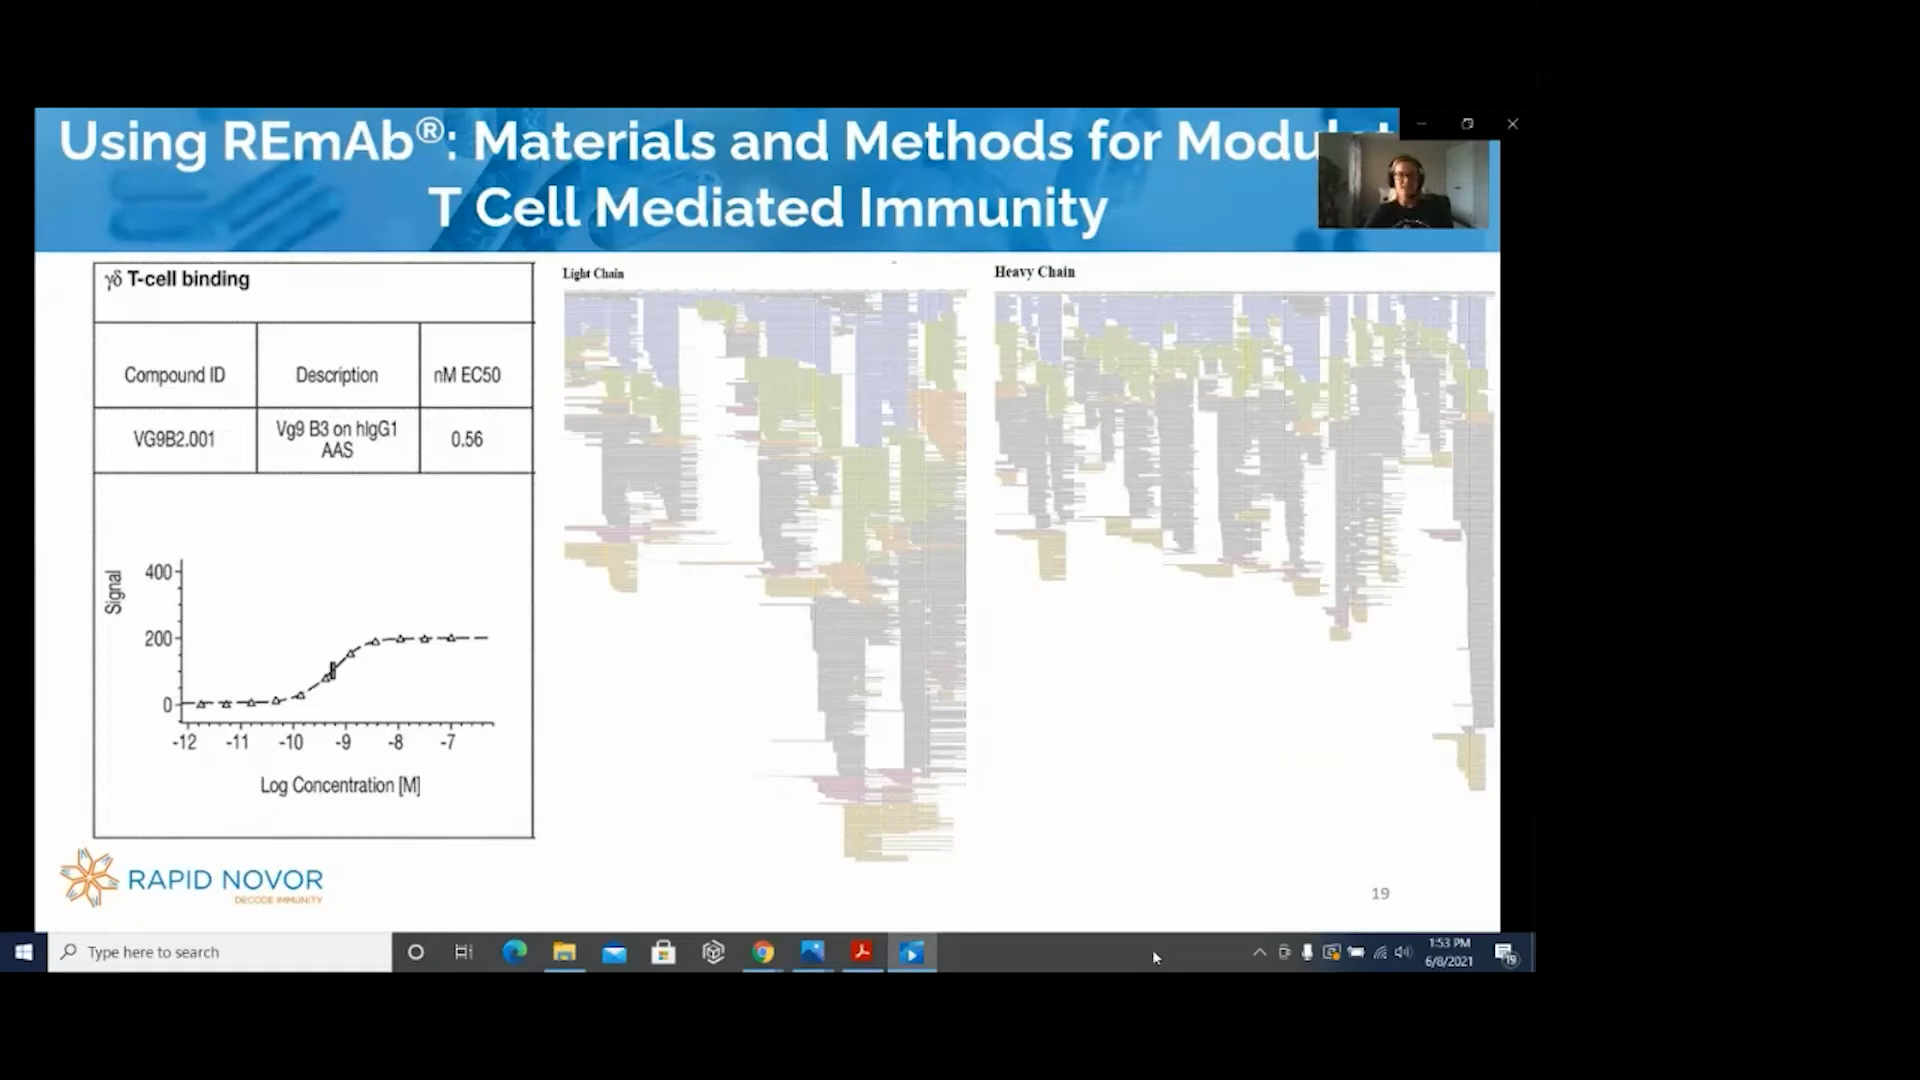 Using REmAb®: Materials and Methods for
T Cell Mediated Immunity
γδ T-cell binding
Compound ID
Description
nM EC50
VG9B2.001
Vg9 B3 on hIgG1
AAS
0.56
Signal
400
200
0
-12 -11 -10 -9 -8 -7
Log Concentration [M]
Light Chain
Heavy Chain
RAPID NOVOR
DECODE IMMUNITY
19
Type here to search
1:53 PM
6/8/2021
19